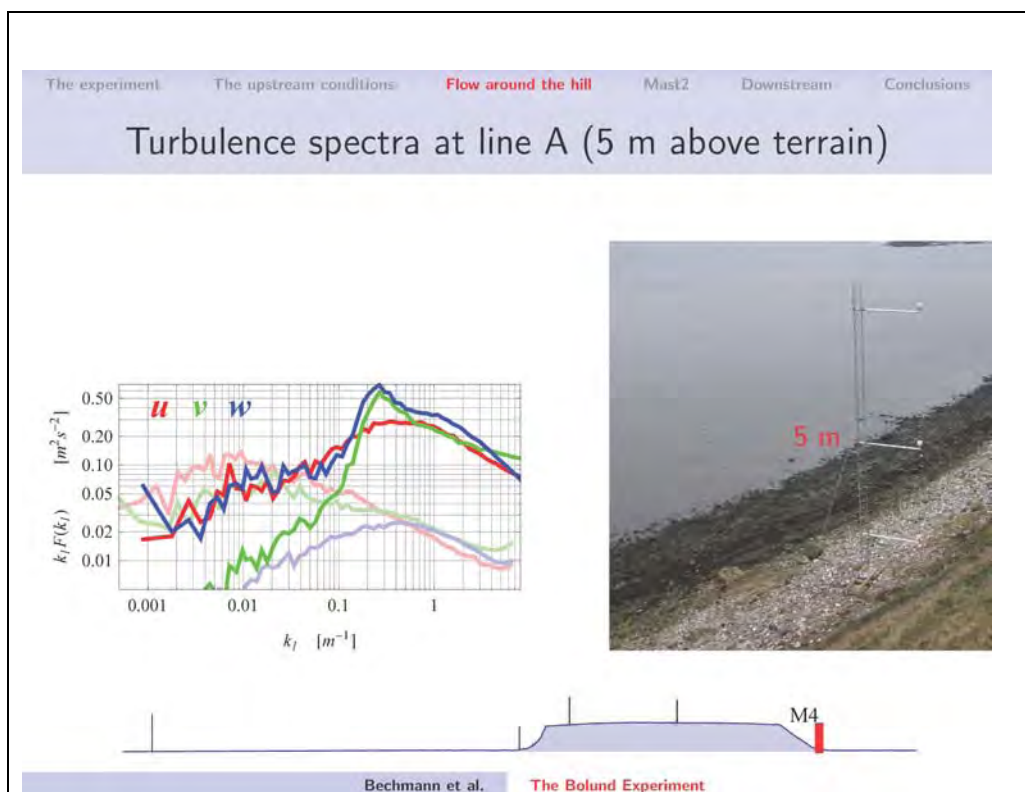 The experiment The upstream conditions Flow around the hill Mast2 Downstream Conclusions
Turbulence spectra at line A (5 m above terrain)
u v w
k₁F(k₁) [m²s⁻²]
0.50
0.20
0.10
0.05
0.02
0.01
0.001 0.01 0.1 1
k₁ [m⁻¹]
5 m
M4
Bechmann et al. The Bolund Experiment